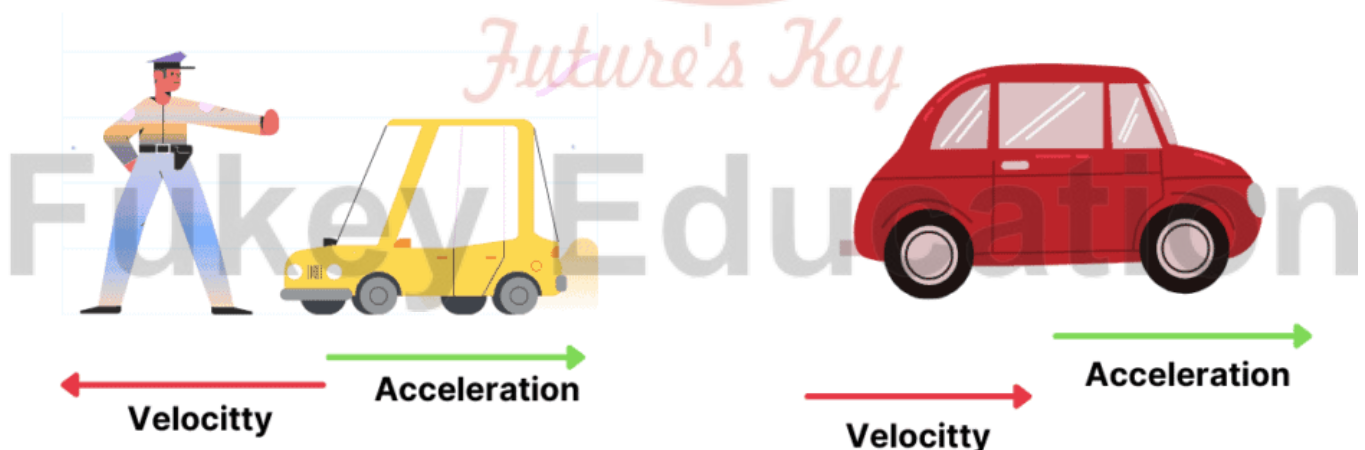 Future's Key
Fukey Education
Acceleration
Velocitty
Acceleration
Velocitty